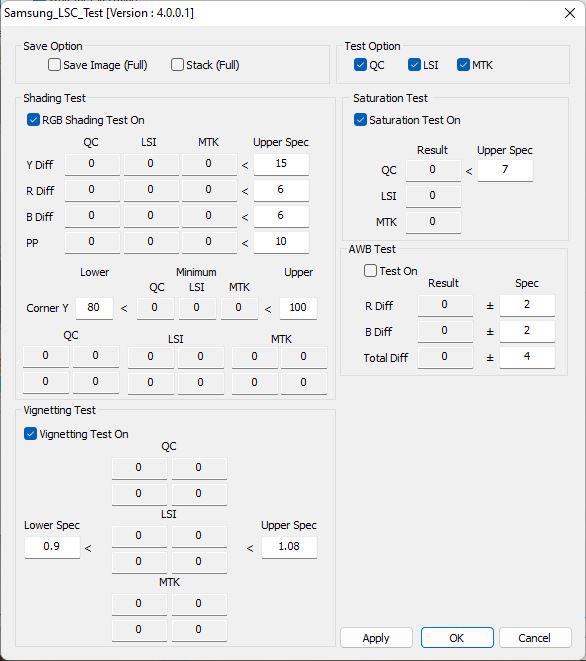 Samsung_LSC_Test [Version : 4.0.0.1]
Save Option
Save Image (Full) Stack (Full)
Test Option
QC LSI MTK
Shading Test
RGB Shading Test On
QC LSI MTK Upper Spec
Y Diff 0 0 0 < 15
R Diff 0 0 0 < 6
B Diff 0 0 0 < 6
PP 0 0 0 < 10
Lower Minimum Upper
QC LSI MTK
Corner Y 80 < 0 0 0 < 100
QC LSI MTK
0 0 0 0 0 0
0 0 0 0 0 0
Saturation Test
Saturation Test On
Result Upper Spec
QC 0 < 7
LSI 0
MTK 0
AWB Test
Test On
Result Spec
R Diff 0 ± 2
B Diff 0 ± 2
Total Diff 0 ± 4
Vignetting Test
Vignetting Test On
QC
0 0
0 0
LSI
Lower Spec Upper Spec
0 0
0.9 < < 1.08
0 0
MTK
0 0
0 0
Apply OK Cancel